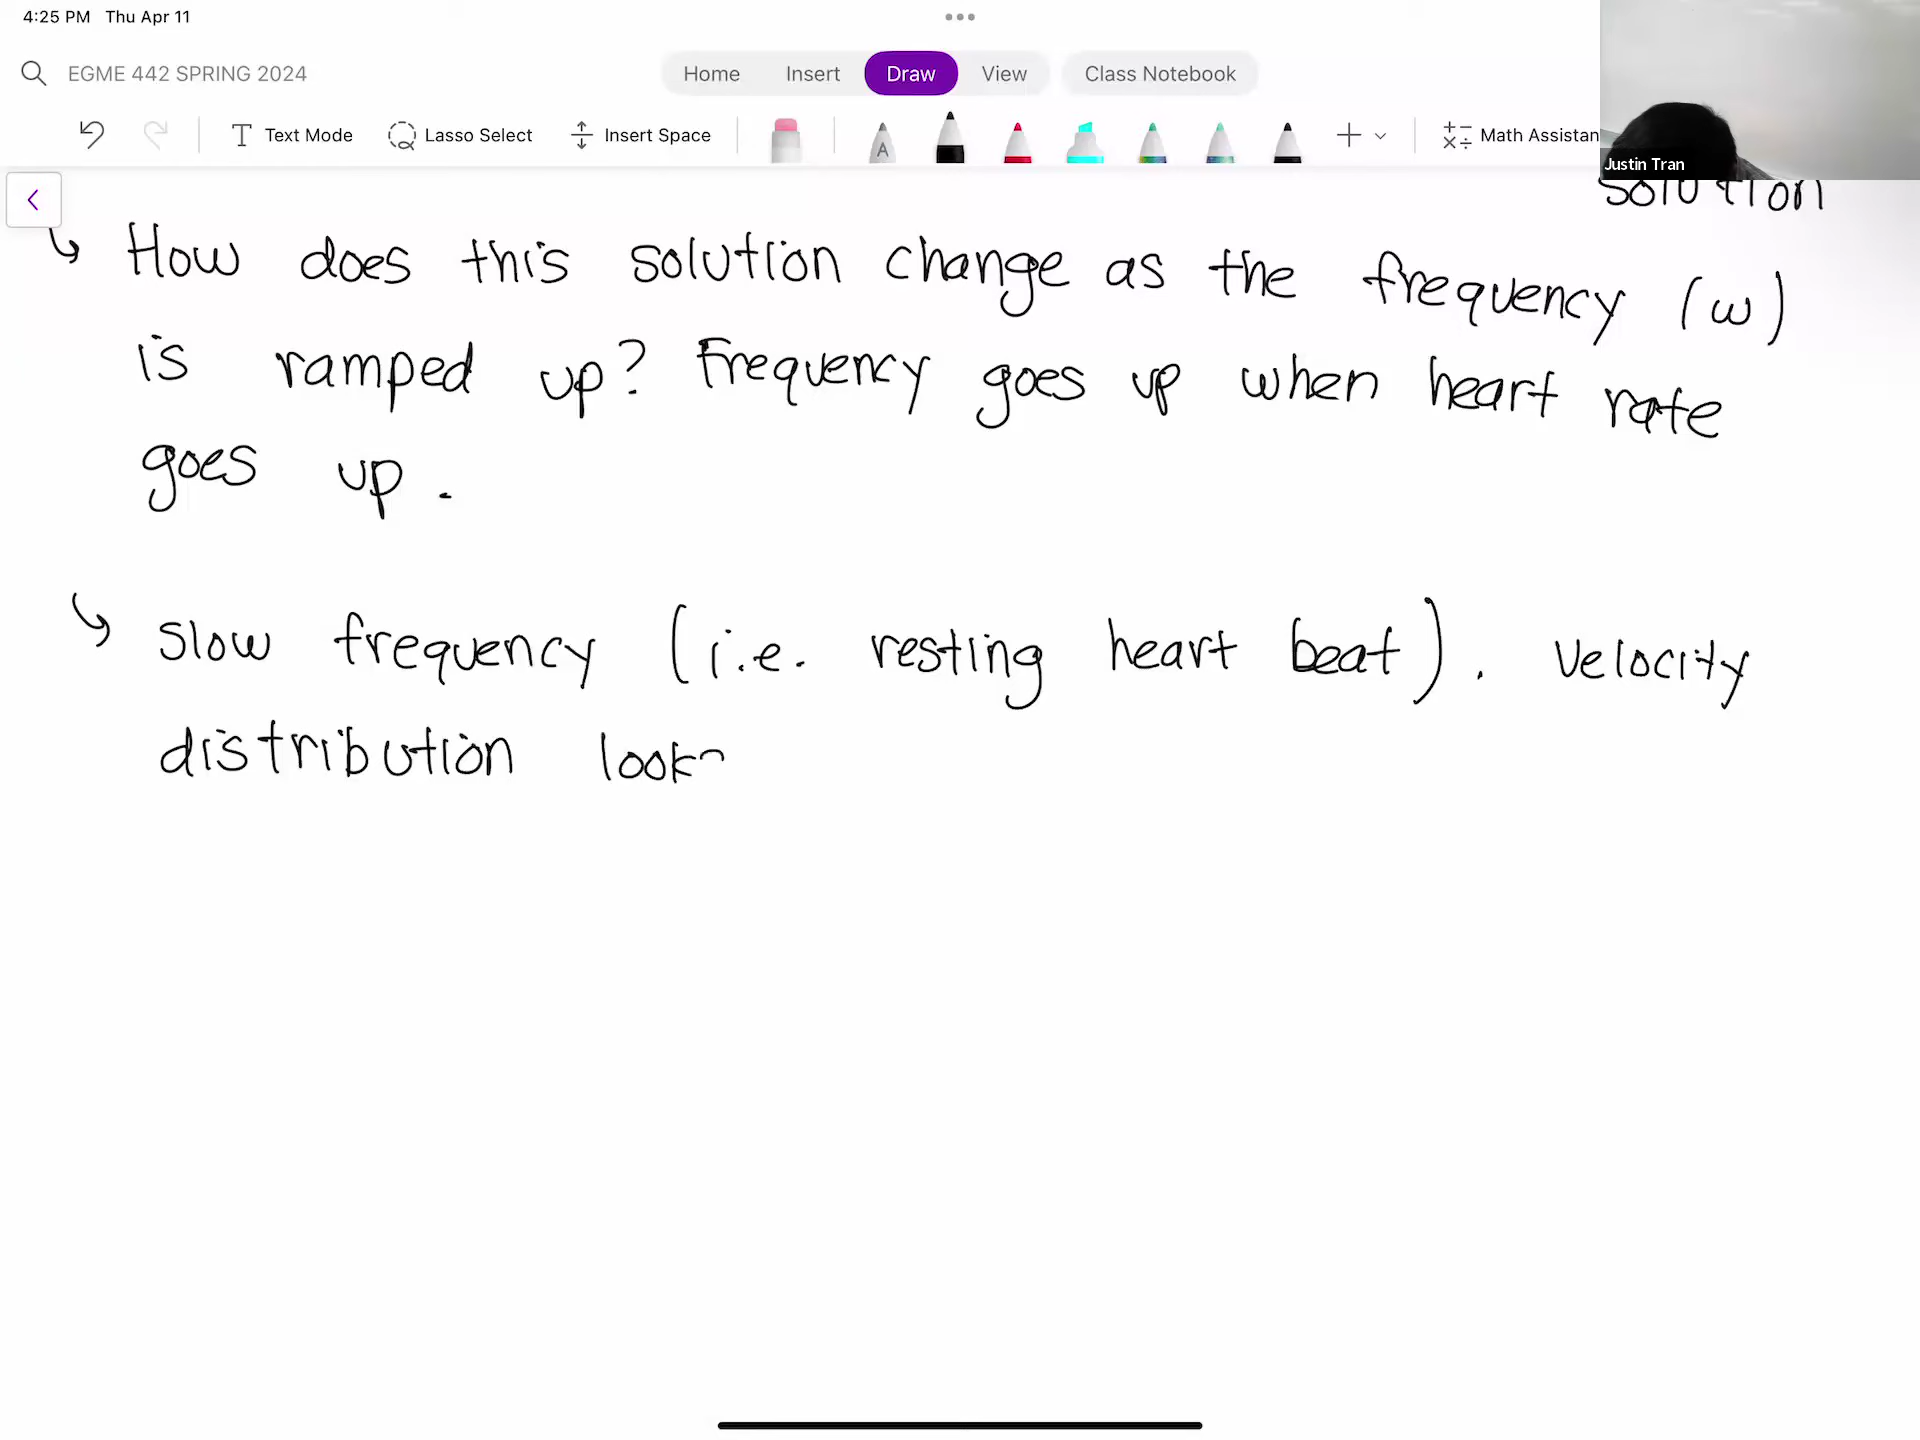 4:25 PM Thu Apr 11
EGME 442 SPRING 2024
Home Insert Draw View Class Notebook
Text Mode Lasso Select Insert Space A Math Assistan
Justin Tran
solution
How does this solution change as the frequency (ω)
is ramped up? Frequency goes up when heart rate
goes up.
Slow frequency (i.e. resting heart beat). Velocity
distribution look